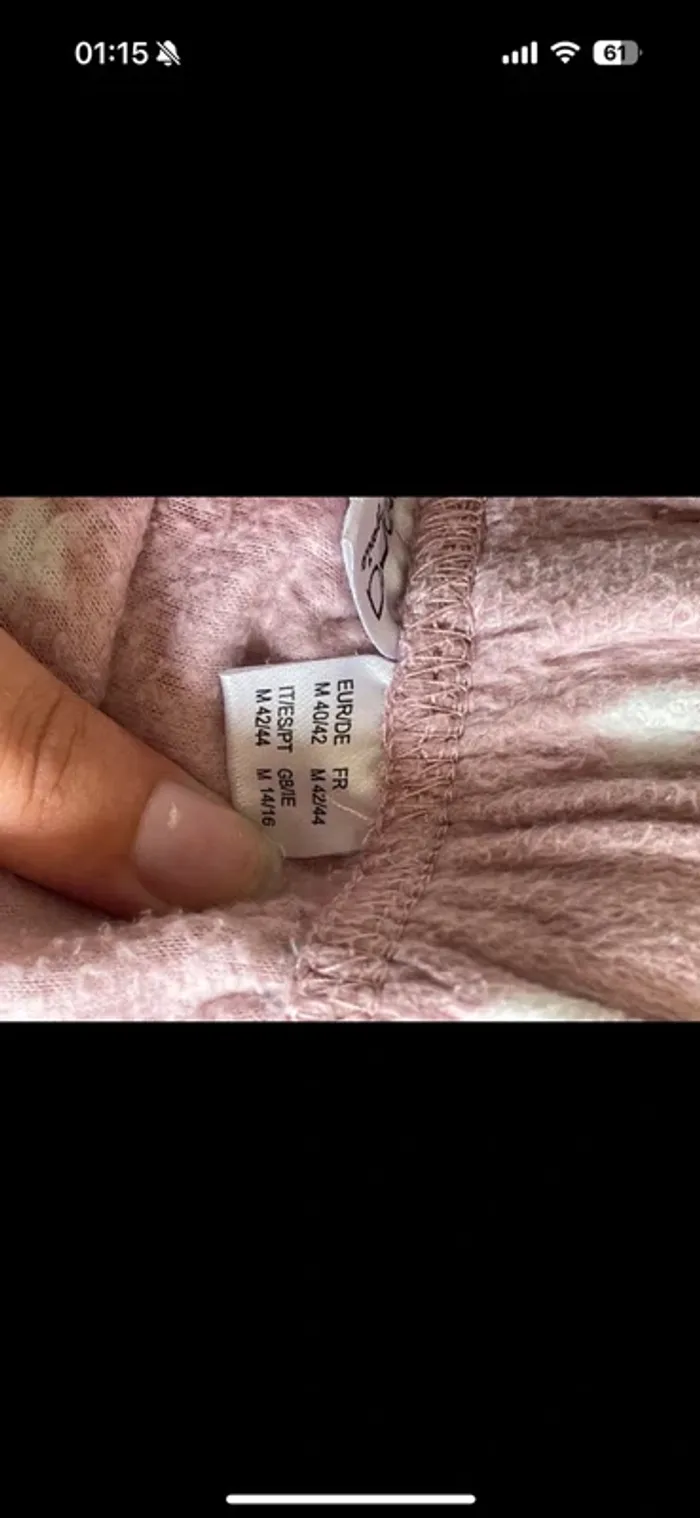 01:15
61
EUR/DE FR
M 40/42 M 42/44
IT/ES/PT GB/IE
M 42/44 M 14/16